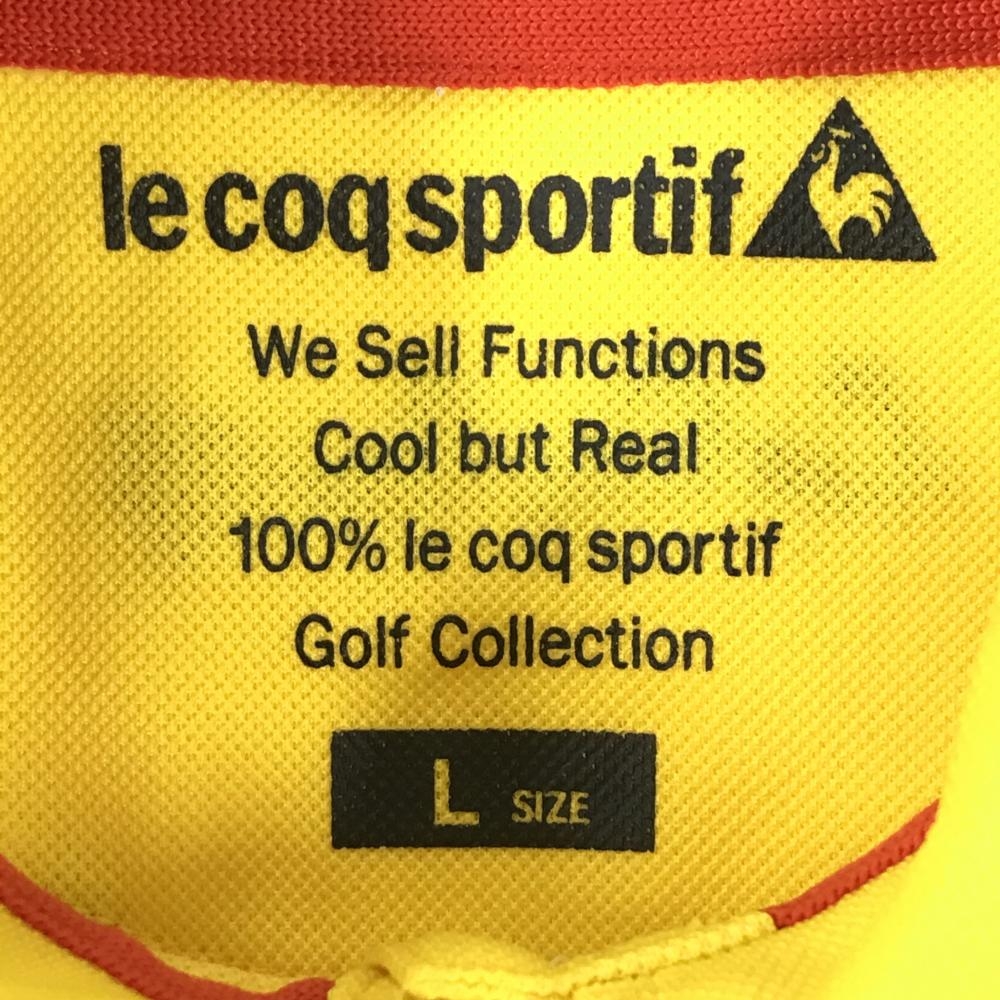 le coq sportif
We Sell Functions
Cool but Real
100% le coq sportif
Golf Collection
L SIZE